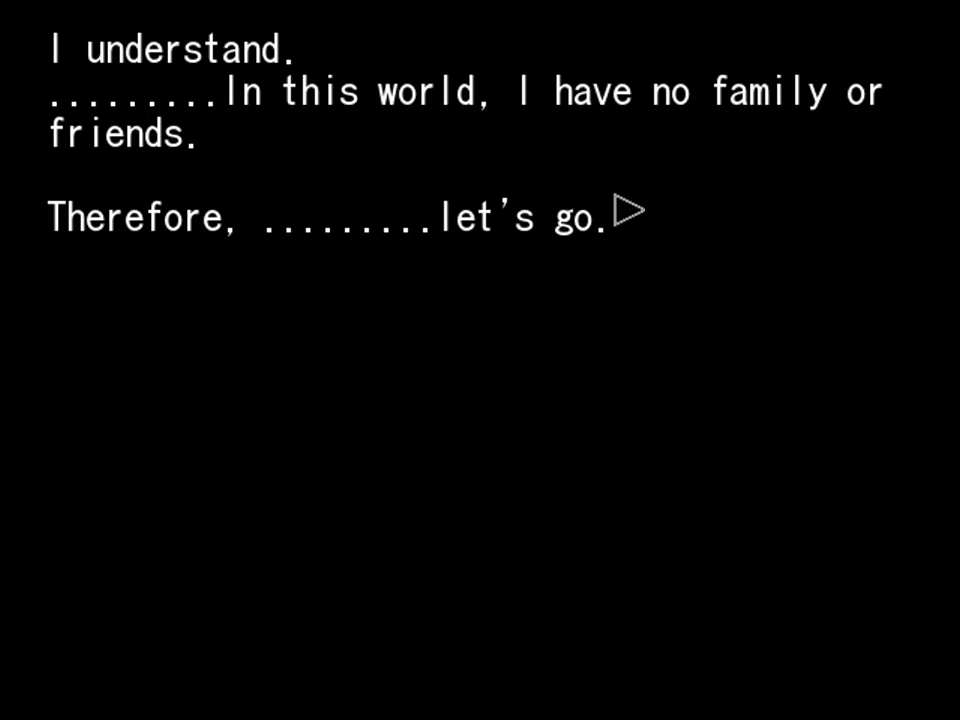 I understand.
.........In this world, I have no family or
friends.
Therefore, .........let's go.